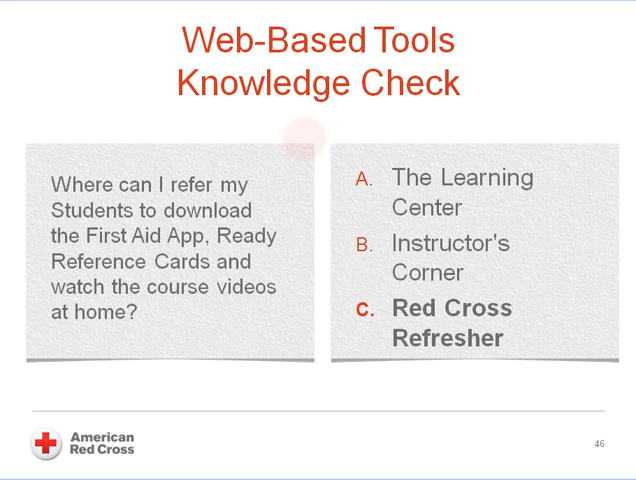 Web-Based Tools
Knowledge Check
Where can I refer my
Students to download
the First Aid App, Ready
Reference Cards and
watch the course videos
at home?
A. The Learning
Center
B. Instructor's
Corner
C. Red Cross
Refresher
American
Red Cross
46